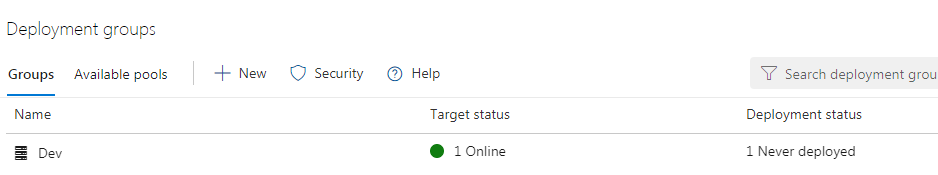 Deployment groups
Groups Available pools New Security Help Search deployment grou
Name Target status Deployment status
Dev 1 Online 1 Never deployed